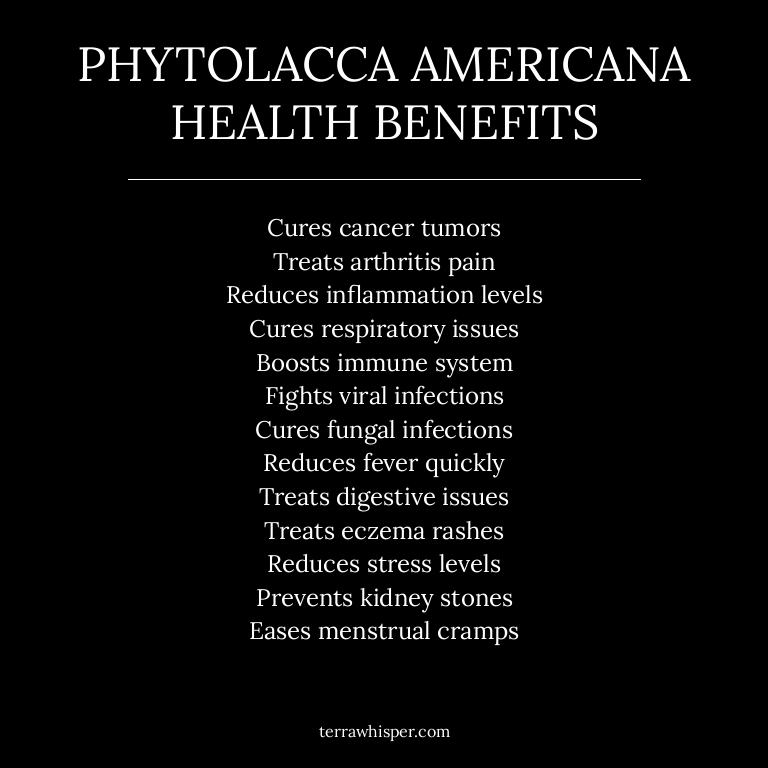 PHYTOLACCA AMERICANA
HEALTH BENEFITS
Cures cancer tumors
Treats arthritis pain
Reduces inflammation levels
Cures respiratory issues
Boosts immune system
Fights viral infections
Cures fungal infections
Reduces fever quickly
Treats digestive issues
Treats eczema rashes
Reduces stress levels
Prevents kidney stones
Eases menstrual cramps
terrawhisper.com